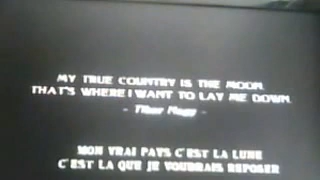 MY TRUE COUNTRY IS THE MOON.
THAT'S WHERE I WANT TO LAY ME DOWN.
MON VRAI PAYS C'EST LA LUNE
C'EST LA QUE JE VOUDRAIS REPOSER